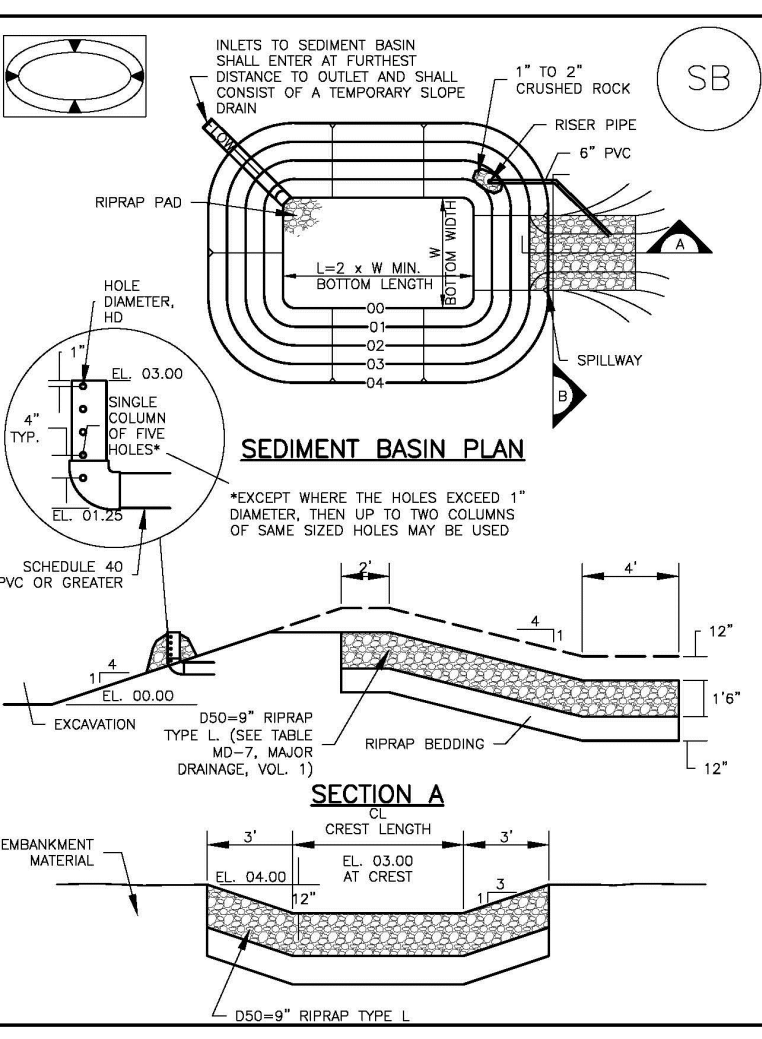 INLETS TO SEDIMENT BASIN
SHALL ENTER AT FURTHEST
DISTANCE TO OUTLET AND SHALL
CONSIST OF A TEMPORARY SLOPE
DRAIN
1" TO 2"
CRUSHED ROCK
SB
RISER PIPE
6" PVC
FLOW
RIPRAP PAD
A
L=2 x W MIN.
BOTTOM LENGTH
W
BOTTOM WIDTH
00
01
02
03
04
SPILLWAY
B
HOLE
DIAMETER,
HD
1"
EL. 03.00
4"
TYP.
SINGLE
COLUMN
OF FIVE
HOLES*
EL. 01.25
SEDIMENT BASIN PLAN
*EXCEPT WHERE THE HOLES EXCEED 1"
DIAMETER, THEN UP TO TWO COLUMNS
OF SAME SIZED HOLES MAY BE USED
SCHEDULE 40
PVC OR GREATER
2'
4'
4
1
12"
1'6"
12"
4
1
EL. 00.00
EXCAVATION
D50=9" RIPRAP
TYPE L. (SEE TABLE
MD-7, MAJOR
DRAINAGE, VOL. 1)
RIPRAP BEDDING
SECTION A
CL
CREST LENGTH
3'
3'
EMBANKMENT
MATERIAL
EL. 04.00
EL. 03.00
AT CREST
12"
3
1
D50=9" RIPRAP TYPE L